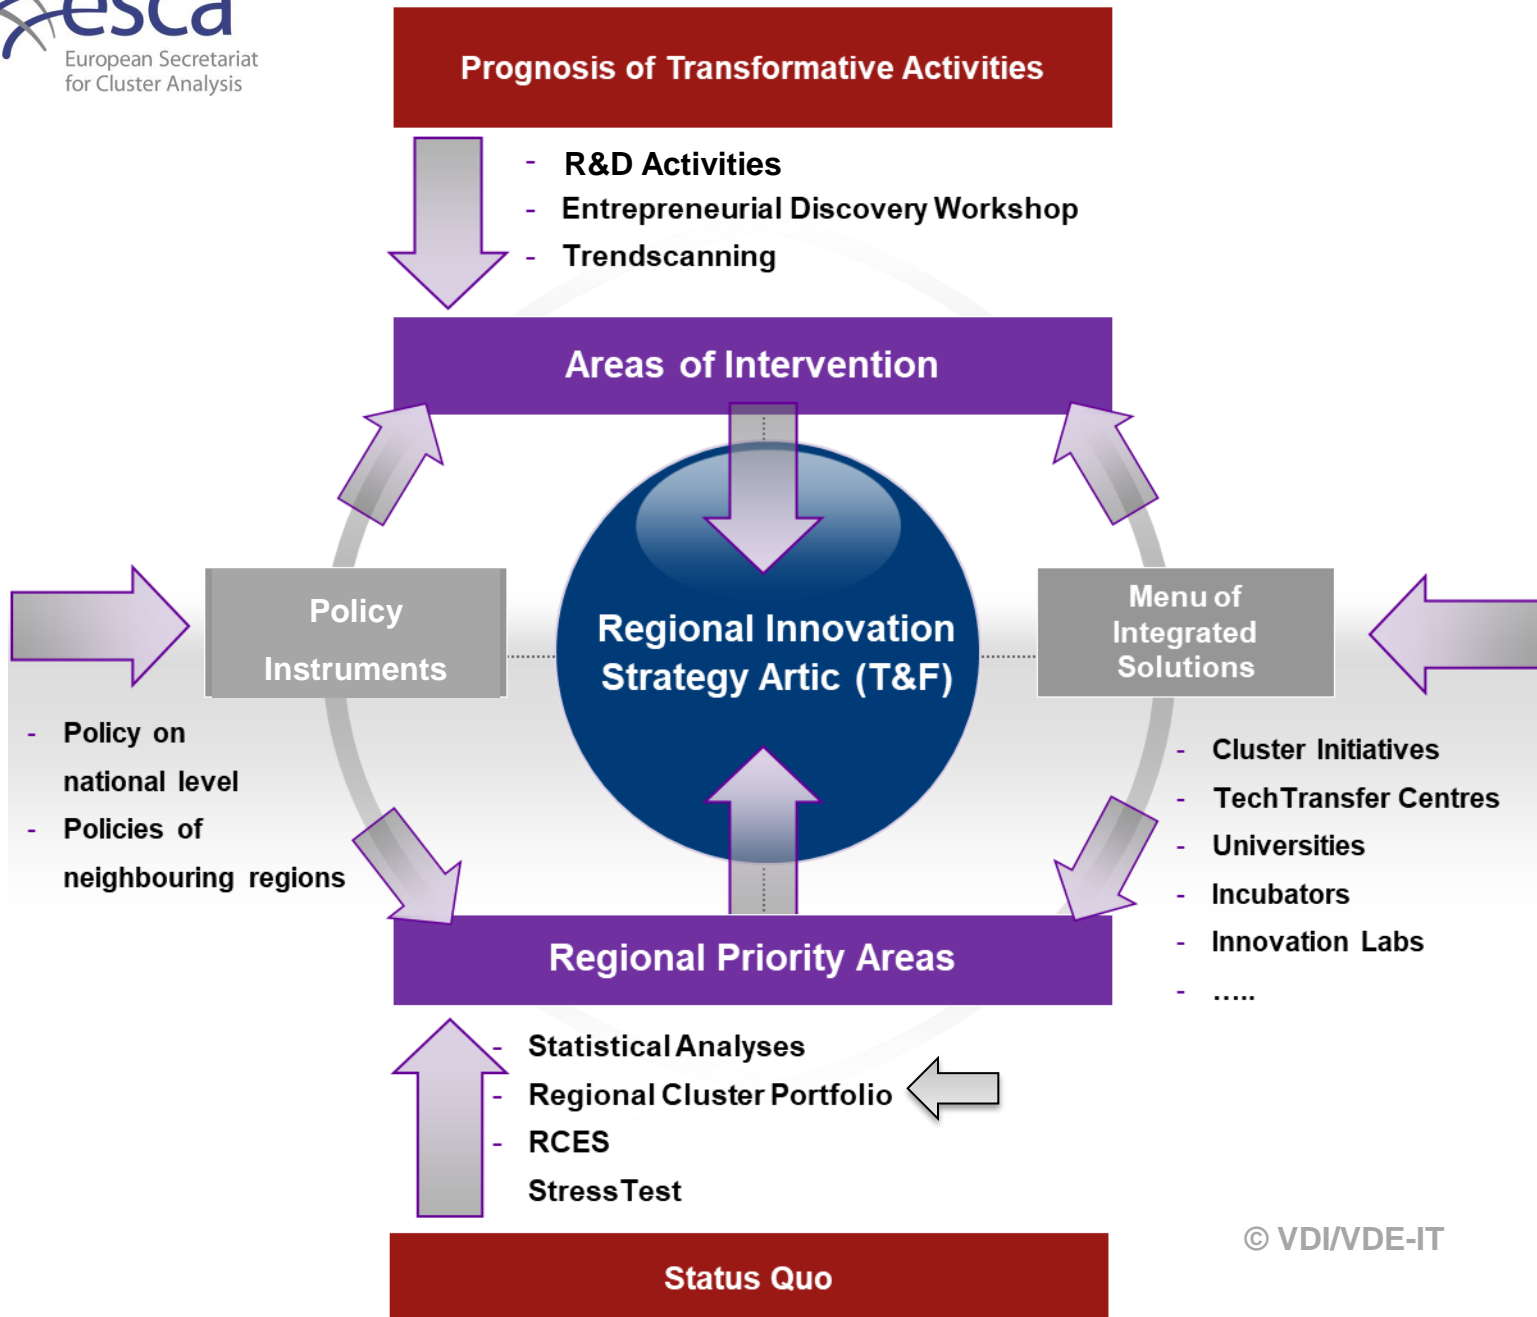 esca
European Secretariat
for Cluster Analysis
Prognosis of Transformative Activities
- R&D Activities
- Entrepreneurial Discovery Workshop
- Trendscanning
Areas of Intervention
Policy
Instruments
Regional Innovation
Strategy Artic (T&F)
Menu of
Integrated
Solutions
- Policy on
national level
- Policies of
neighbouring regions
- Cluster Initiatives
- TechTransfer Centres
- Universities
- Incubators
- Innovation Labs
- .....
Regional Priority Areas
- Statistical Analyses
- Regional Cluster Portfolio
- RCES
StressTest
© VDI/VDE-IT
Status Quo